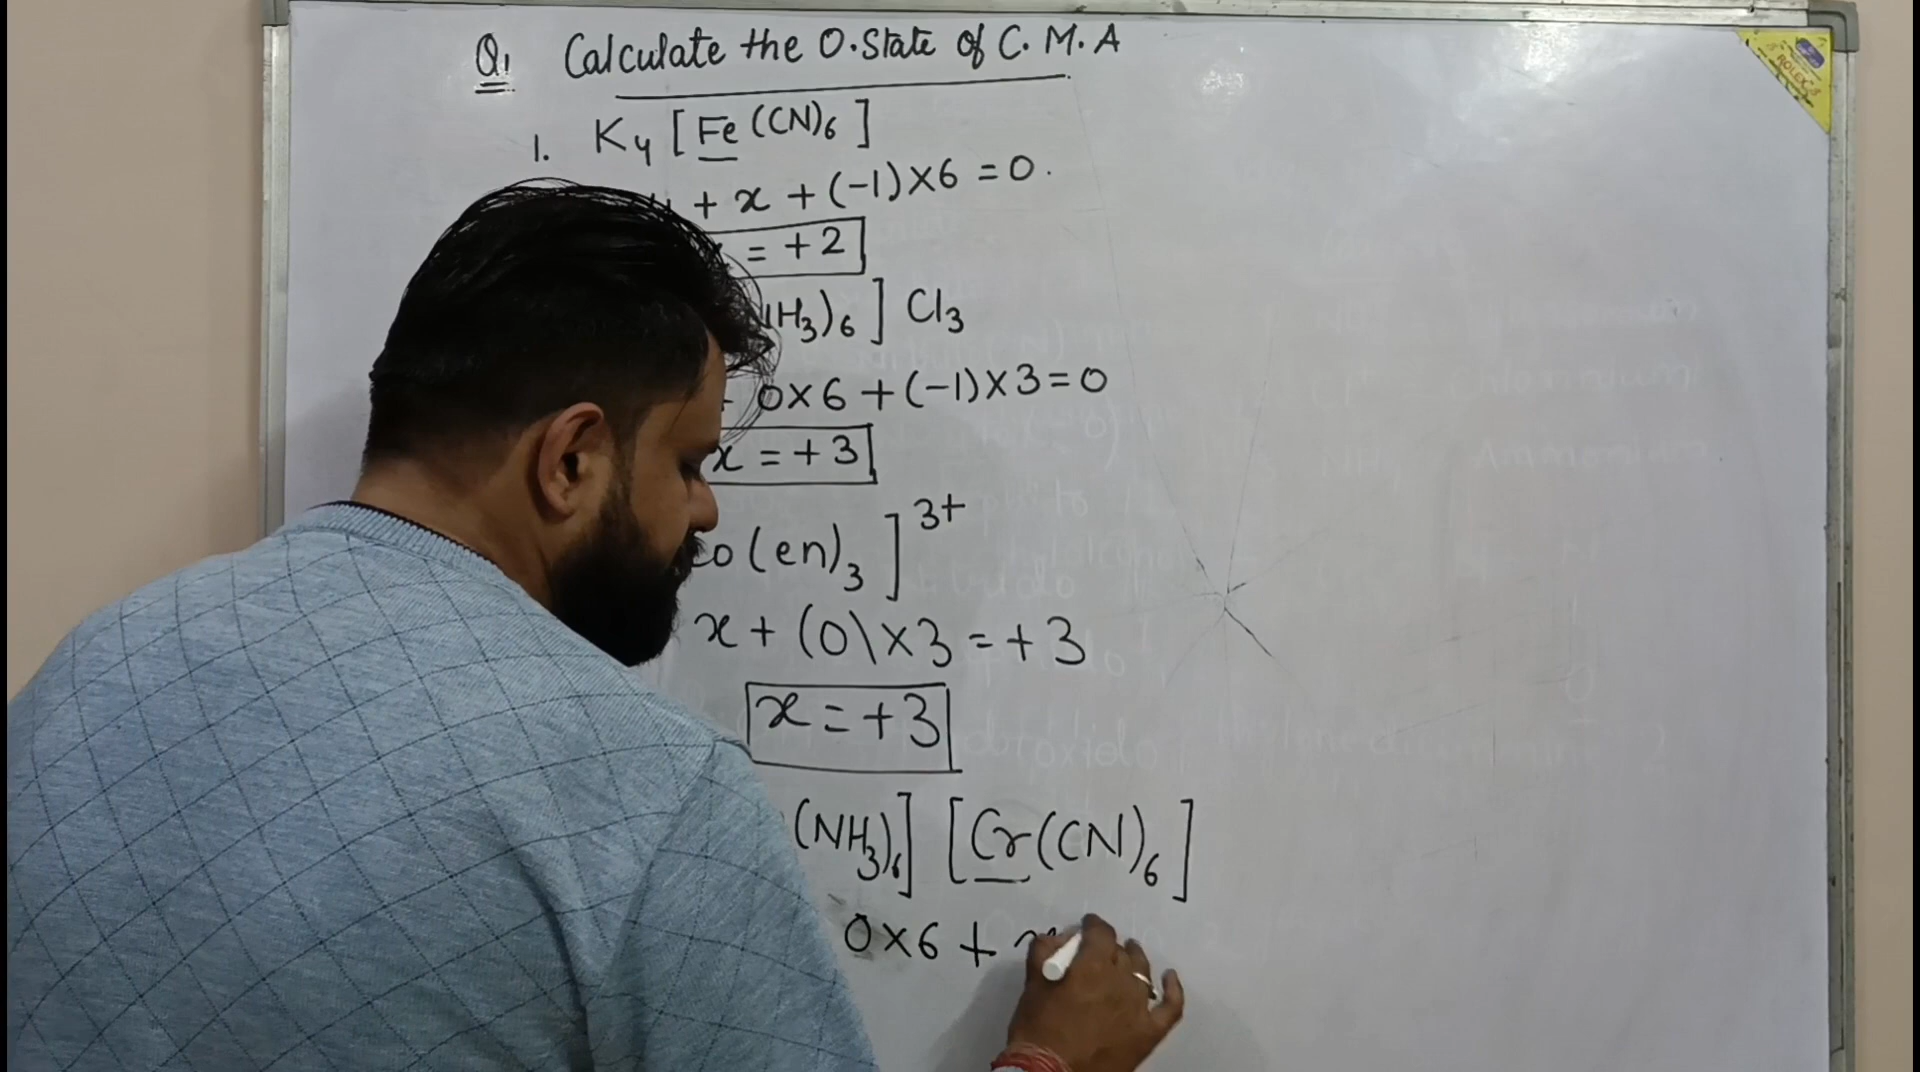 Q1 Calculate the O.State of C.M.A
1. K4 [Fe (CN)6]
+ x + (-1)×6 = 0.
= +2
H3)6] Cl3
0×6 + (-1)×3 = 0
x = +3
o(en)3]3+
x + (0)×3 = +3
x = +3
(NH3)6] [Cr(CN)6]
0×6 +
ROLEX